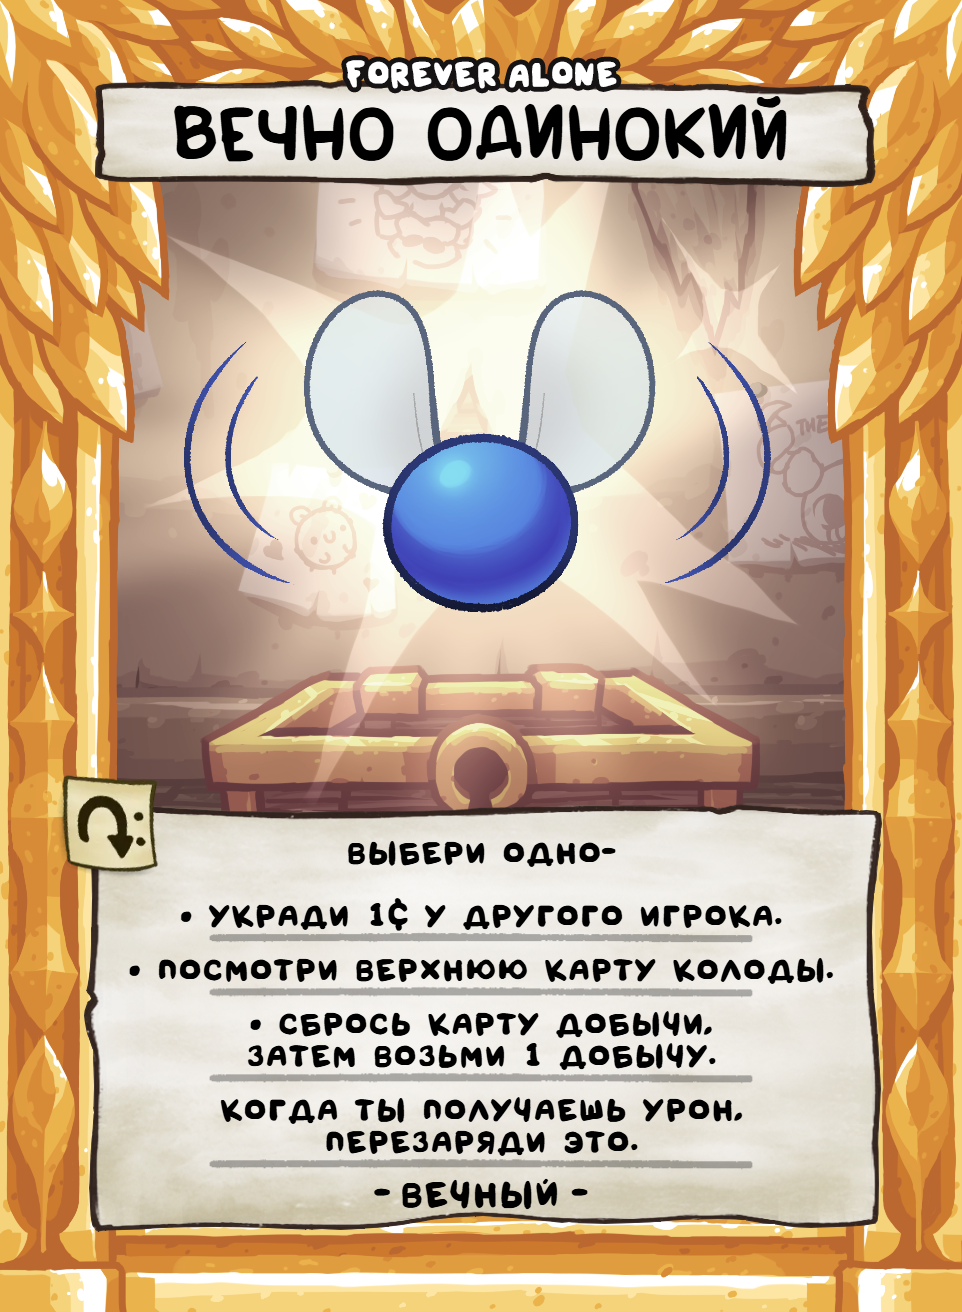 FOREVER ALONE
ВЕЧНО ОДИНОКИЙ
THE
ВЫБЕРИ ОДНО-
• УКРАДИ 1¢ У ДРУГОГО ИГРОКА.
• ПОСМОТРИ ВЕРХНЮЮ КАРТУ КОЛОДЫ.
• СБРОСЬ КАРТУ ДОБЫЧИ,
ЗАТЕМ ВОЗЬМИ 1 ДОБЫЧУ.
КОГДА ТЫ ПОЛУЧАЕШЬ УРОН,
ПЕРЕЗАРЯДИ ЭТО.
- ВЕЧНЫЙ -